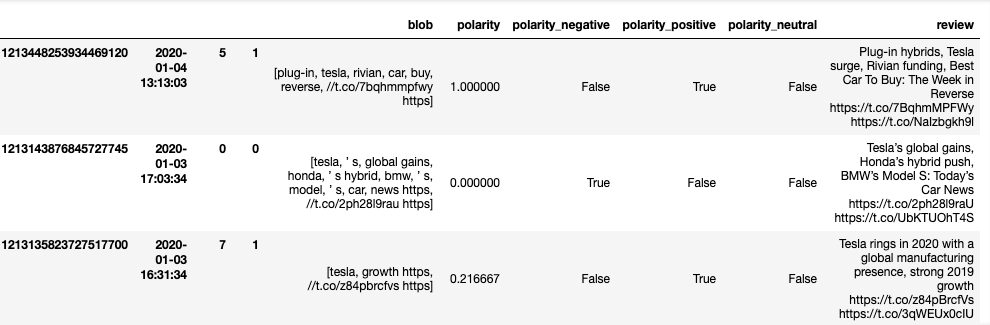 blob polarity polarity_negative polarity_positive polarity_neutral review
1213448253934469120 2020-01-04 13:13:03 5 1 [plug-in, tesla, rivian, car, buy, reverse, //t.co/7bqhmmpfwy https] 1.000000 False True False Plug-in hybrids, Tesla surge, Rivian funding, Best Car To Buy: The Week in Reverse https://t.co/7BqhmMPFWy https://t.co/Nalzbgkh9l
1213143876845727745 2020-01-03 17:03:34 0 0 [tesla, ’ s, global gains, honda, ’ s hybrid, bmw, ’ s, model, ’ s, car, news https, //t.co/2ph28l9rau https] 0.000000 True False False Tesla’s global gains, Honda’s hybrid push, BMW’s Model S: Today’s Car News https://t.co/2ph28l9raU https://t.co/UbKTUOhT4S
1213135823727517700 2020-01-03 16:31:34 7 1 [tesla, growth https, //t.co/z84pbrcfvs https] 0.216667 False True False Tesla rings in 2020 with a global manufacturing presence, strong 2019 growth https://t.co/z84pBrcfVs https://t.co/3qWEUx0cIU